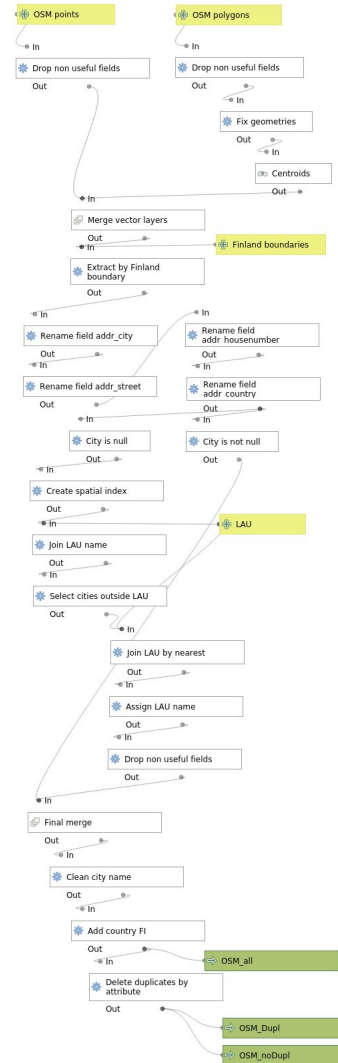 OSM points
OSM polygons
In
In
Drop non useful fields
Drop non useful fields
Out
Out
In
Fix geometries
Out
In
Centroids
Out
In
Merge vector layers
Out
In
Finland boundaries
Extract by Finland
boundary
Out
In
In
Rename field addr_city
Rename field
addr_housenumber
Out
Out
In
In
Rename field addr_street
Rename field
addr_country
Out
Out
In
In
City is null
City is not null
Out
Out
In
Create spatial index
Out
In
LAU
Join LAU name
Out
In
Select cities outside LAU
Out
In
Join LAU by nearest
Out
In
Assign LAU name
Out
In
Drop non useful fields
Out
In
Final merge
Out
In
Clean city name
Out
In
Add country FI
Out
In
OSM_all
Delete duplicates by
attribute
Out
OSM_Dupl
OSM_noDupl